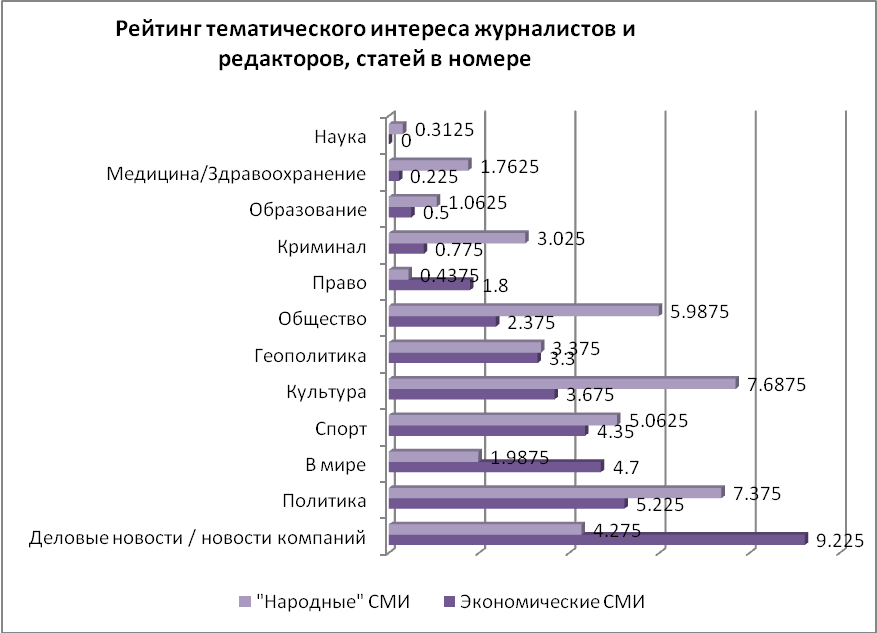 Рейтинг тематического интереса журналистов и
редакторов, статей в номере
Наука 0.3125
0
Медицина/Здравоохранение 1.7625
0.225
Образование 1.0625
0.5
Криминал 3.025
0.775
Право 0.4375
1.8
Общество 5.9875
2.375
Геополитика 3.375
3.3
Культура 7.6875
3.675
Спорт 5.0625
4.35
В мире 1.9875
4.7
Политика 7.375
5.225
Деловые новости / новости компаний 4.275
9.225
"Народные" СМИ Экономические СМИ